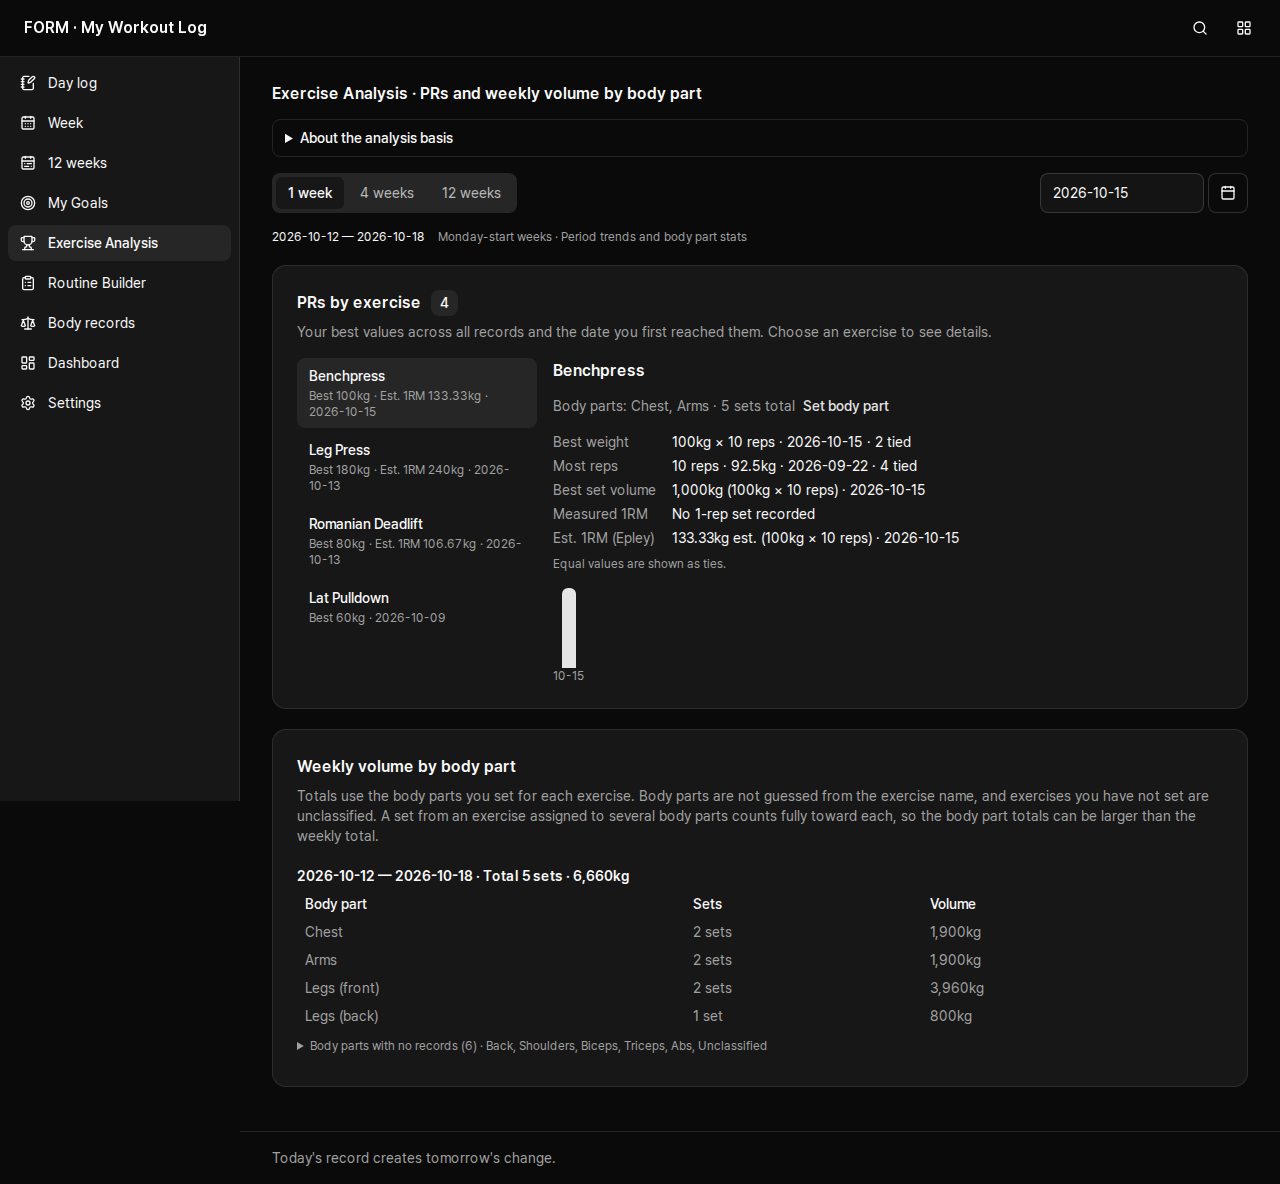 FORM · My Workout Log
Day log
Week
12 weeks
My Goals
Exercise Analysis
Routine Builder
Body records
Dashboard
Settings
Exercise Analysis · PRs and weekly volume by body part
About the analysis basis
1 week
4 weeks
12 weeks
2026-10-15
2026-10-12 — 2026-10-18 Monday-start weeks · Period trends and body part stats
PRs by exercise 4
Your best values across all records and the date you first reached them. Choose an exercise to see details.
Benchpress
Best 100kg · Est. 1RM 133.33kg ·
2026-10-15
Leg Press
Best 180kg · Est. 1RM 240kg · 2026-
10-13
Romanian Deadlift
Best 80kg · Est. 1RM 106.67kg · 2026-
10-13
Lat Pulldown
Best 60kg · 2026-10-09
Benchpress
Body parts: Chest, Arms · 5 sets total Set body part
Best weight 100kg × 10 reps · 2026-10-15 · 2 tied
Most reps 10 reps · 92.5kg · 2026-09-22 · 4 tied
Best set volume 1,000kg (100kg × 10 reps) · 2026-10-15
Measured 1RM No 1-rep set recorded
Est. 1RM (Epley) 133.33kg est. (100kg × 10 reps) · 2026-10-15
Equal values are shown as ties.
10-15
Weekly volume by body part
Totals use the body parts you set for each exercise. Body parts are not guessed from the exercise name, and exercises you have not set are
unclassified. A set from an exercise assigned to several body parts counts fully toward each, so the body part totals can be larger than the
weekly total.
2026-10-12 — 2026-10-18 · Total 5 sets · 6,660kg
Body part Sets Volume
Chest 2 sets 1,900kg
Arms 2 sets 1,900kg
Legs (front) 2 sets 3,960kg
Legs (back) 1 set 800kg
Body parts with no records (6) · Back, Shoulders, Biceps, Triceps, Abs, Unclassified
Today's record creates tomorrow's change.